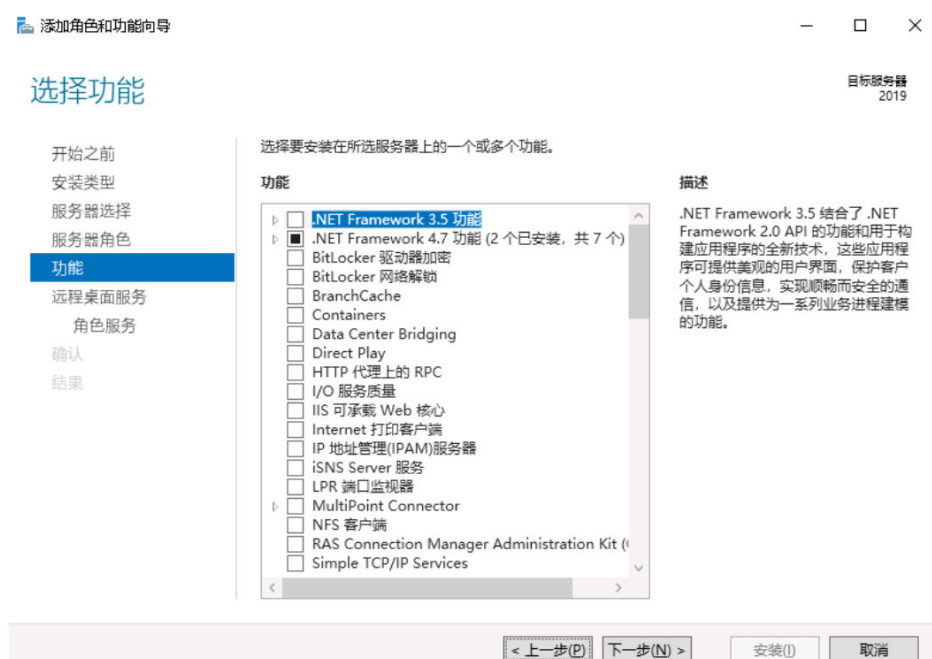 添加角色和功能向导
选择功能
目标服务器
2019
开始之前
安装类型
服务器选择
服务器角色
功能
远程桌面服务
角色服务
确认
结果
选择要安装在所选服务器上的一个或多个功能。
功能
.NET Framework 3.5 功能
.NET Framework 4.7 功能 (2 个已安装，共 7 个)
BitLocker 驱动器加密
BitLocker 网络解锁
BranchCache
Containers
Data Center Bridging
Direct Play
HTTP 代理上的 RPC
I/O 服务质量
IIS 可承载 Web 核心
Internet 打印客户端
IP 地址管理(IPAM)服务器
iSNS Server 服务
LPR 端口监视器
MultiPoint Connector
NFS 客户端
RAS Connection Manager Administration Kit (
Simple TCP/IP Services
描述
.NET Framework 3.5 结合了 .NET
Framework 2.0 API 的功能和用于构
建应用程序的全新技术，这些应用程
序可提供美观的用户界面，保护客户
个人身份信息，实现顺畅而安全的通
信，以及提供为一系列业务进程建模
的功能。
< 上一步(P)
下一步(N) >
安装(I)
取消